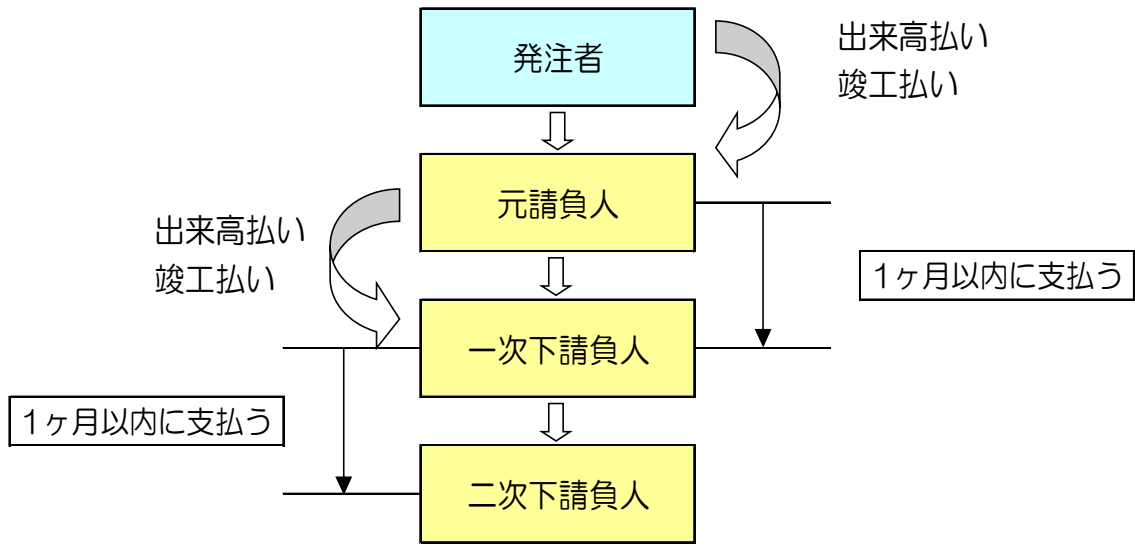 発注者
出来高払い
竣工払い
元請負人
出来高払い
竣工払い
1ヶ月以内に支払う
一次下請負人
1ヶ月以内に支払う
二次下請負人